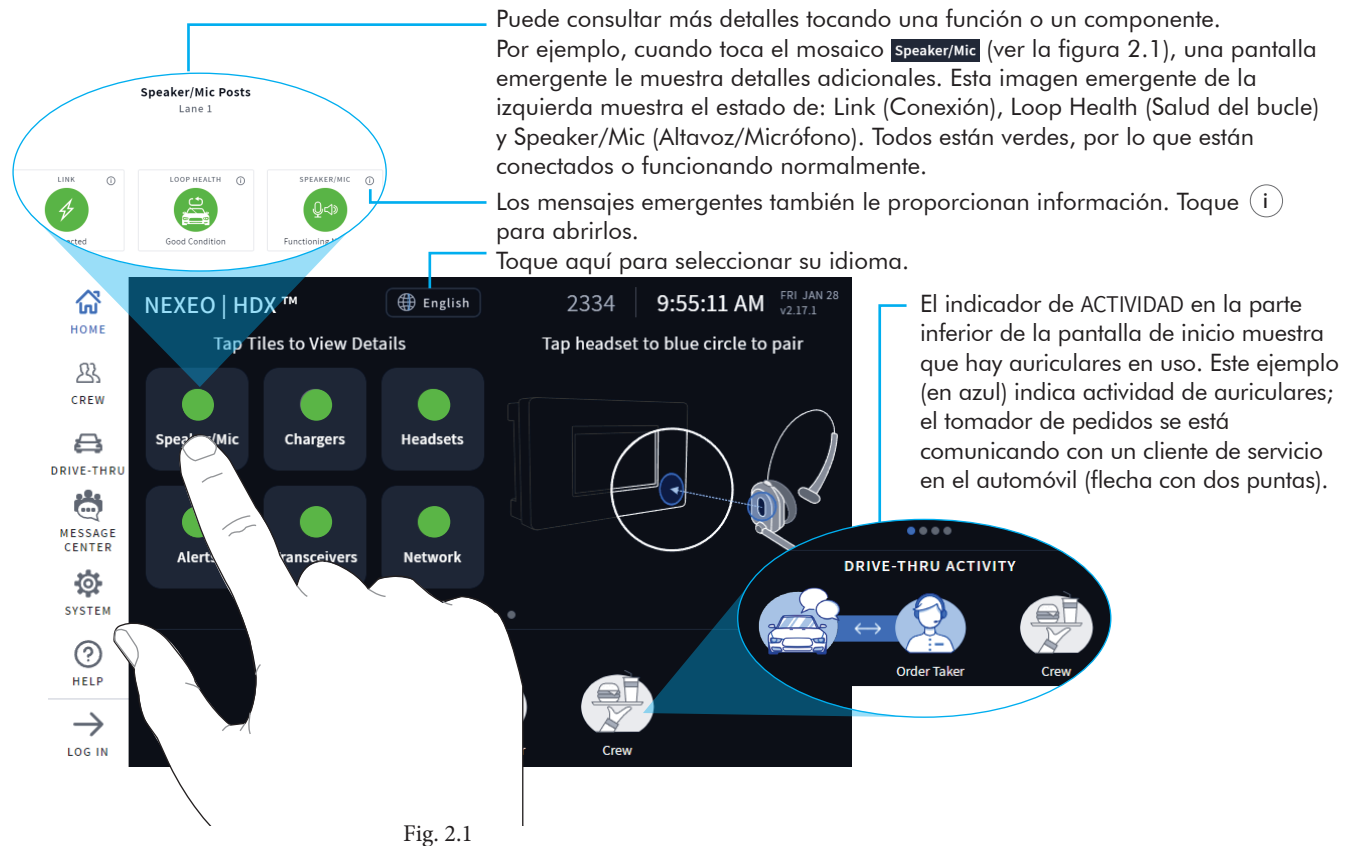 Puede consultar más detalles tocando una función o un componente.
Por ejemplo, cuando toca el mosaico Speaker/Mic (ver la figura 2.1), una pantalla
emergente le muestra detalles adicionales. Esta imagen emergente de la
izquierda muestra el estado de: Link (Conexión), Loop Health (Salud del bucle)
y Speaker/Mic (Altavoz/Micrófono). Todos están verdes, por lo que están
conectados o funcionando normalmente.
Los mensajes emergentes también le proporcionan información. Toque i
para abrirlos.
Toque aquí para seleccionar su idioma.
Speaker/Mic Posts
Lane 1
LINK
LOOP HEALTH
SPEAKER/MIC
Good Condition
HOME
CREW
DRIVE-THRU
MESSAGE
CENTER
SYSTEM
HELP
LOG IN
NEXEO | HDX™
English
2334
9:55:11 AM
FRI JAN 28
v2.17.1
Tap Tiles to View Details
Tap headset to blue circle to pair
Chargers
Headsets
Network
Crew
El indicador de ACTIVIDAD en la parte
inferior de la pantalla de inicio muestra
que hay auriculares en uso. Este ejemplo
(en azul) indica actividad de auriculares;
el tomador de pedidos se está
comunicando con un cliente de servicio
en el automóvil (flecha con dos puntas).
DRIVE-THRU ACTIVITY
Order Taker
Crew
Fig. 2.1